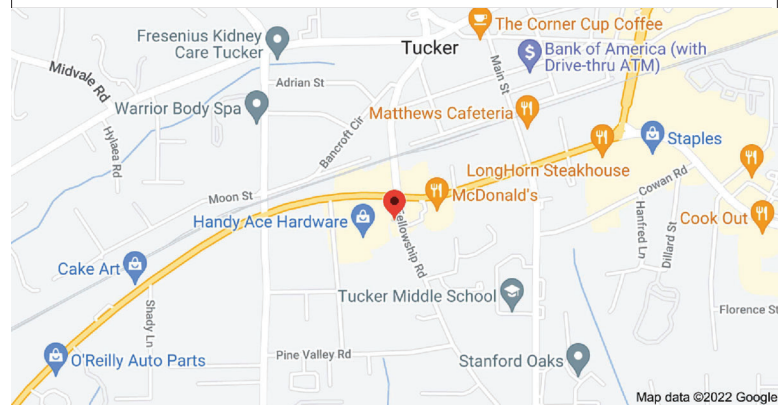 The Corner Cup Coffee
Fresenius Kidney
Care Tucker
Tucker
Bank of America (with
Drive-thru ATM)
Midvale Rd
Adrian St
Main St
Warrior Body Spa
Matthews Cafeteria
Hylaea Rd
Bancroft Cir
Staples
LongHorn Steakhouse
Moon St
McDonald's
Cowan Rd
Handy Ace Hardware
Fellowship Rd
Cook Out
Hanfred Ln
Dillard St
Cake Art
Tucker Middle School
Shady Ln
Florence St
Pine Valley Rd
O'Reilly Auto Parts
Stanford Oaks
Map data ©2022 Google